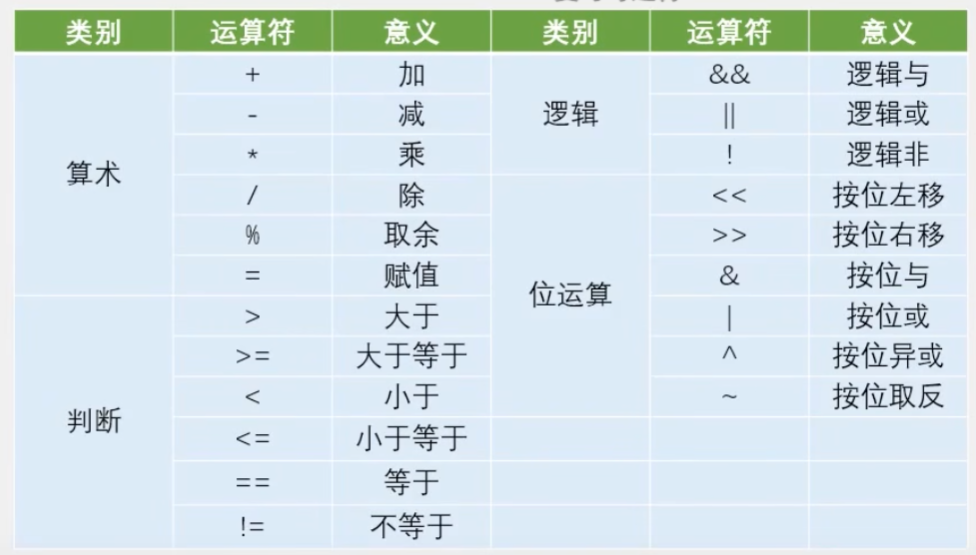 类别 运算符 意义 类别 运算符 意义
+ 加 && 逻辑与
- 减 逻辑 || 逻辑或
* 乘 ! 逻辑非
算术 / 除 << 按位左移
% 取余 >> 按位右移
= 赋值 & 按位与
> 大于 位运算 | 按位或
>= 大于等于 ^ 按位异或
< 小于 ~ 按位取反
判断 <= 小于等于
== 等于
!= 不等于